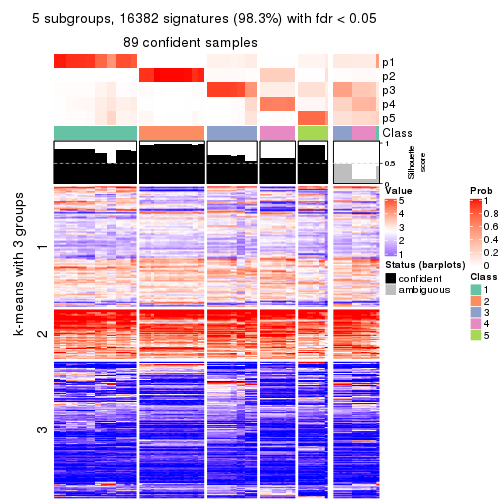 5 subgroups, 16382 signatures (98.3%) with fdr < 0.05
89 confident samples
p1
p2
p3
p4
p5
Class
1
0.5
0
Silhouette
score
k-means with 3 groups
1
2
3
Value
5
4
3
2
1
Status (barplots)
confident
ambiguous
Prob
1
0.8
0.6
0.4
0.2
0
Class
1
2
3
4
5